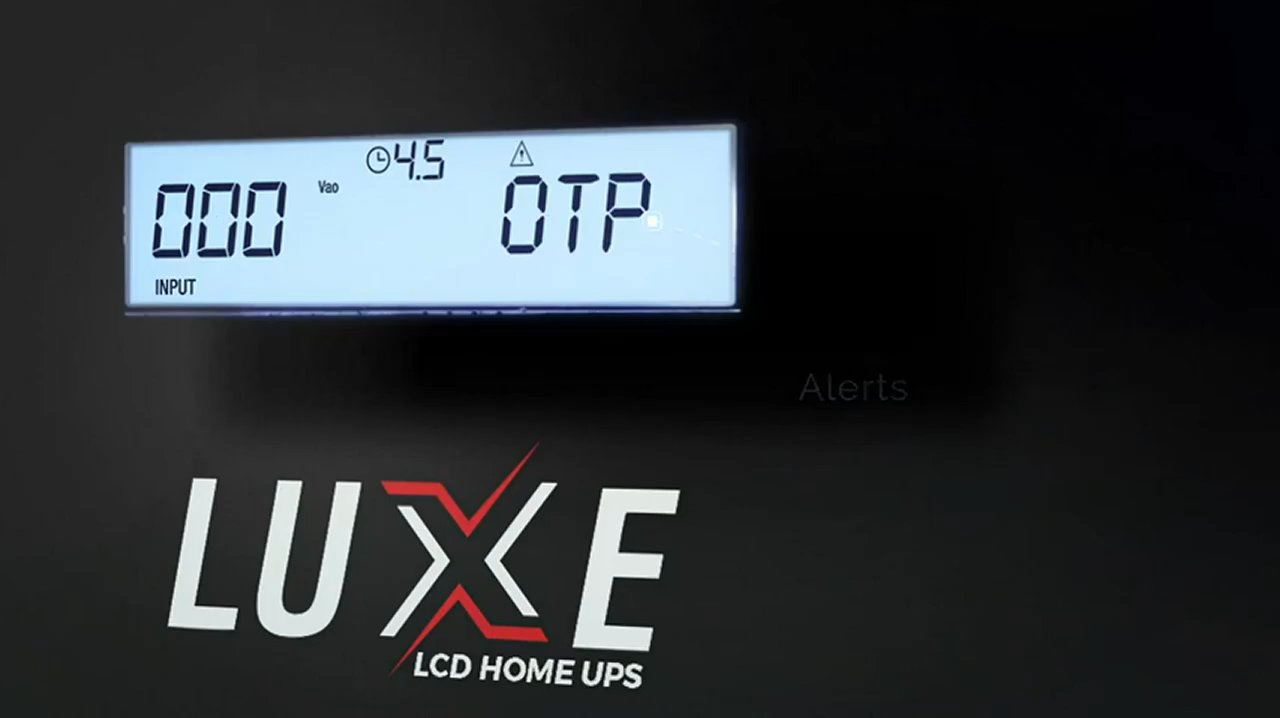 4.5
000 Vao OTP
INPUT
Alerts
LUXE
LCD HOME UPS